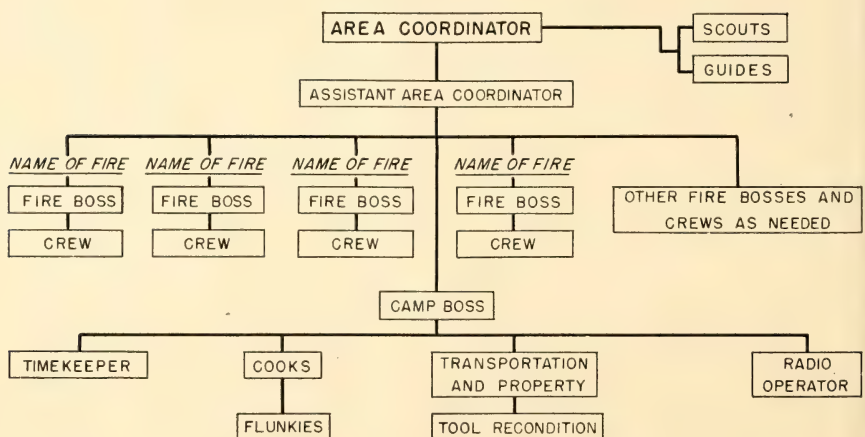 AREA COORDINATOR
SCOUTS
GUIDES
ASSISTANT AREA COORDINATOR
NAME OF FIRE NAME OF FIRE NAME OF FIRE NAME OF FIRE
FIRE BOSS FIRE BOSS FIRE BOSS FIRE BOSS
OTHER FIRE BOSSES AND
CREWS AS NEEDED
CREW CREW CREW CREW
CAMP BOSS
TIMEKEEPER COOKS TRANSPORTATION
AND PROPERTY RADIO
OPERATOR
FLUNKIES TOOL RECONDITION